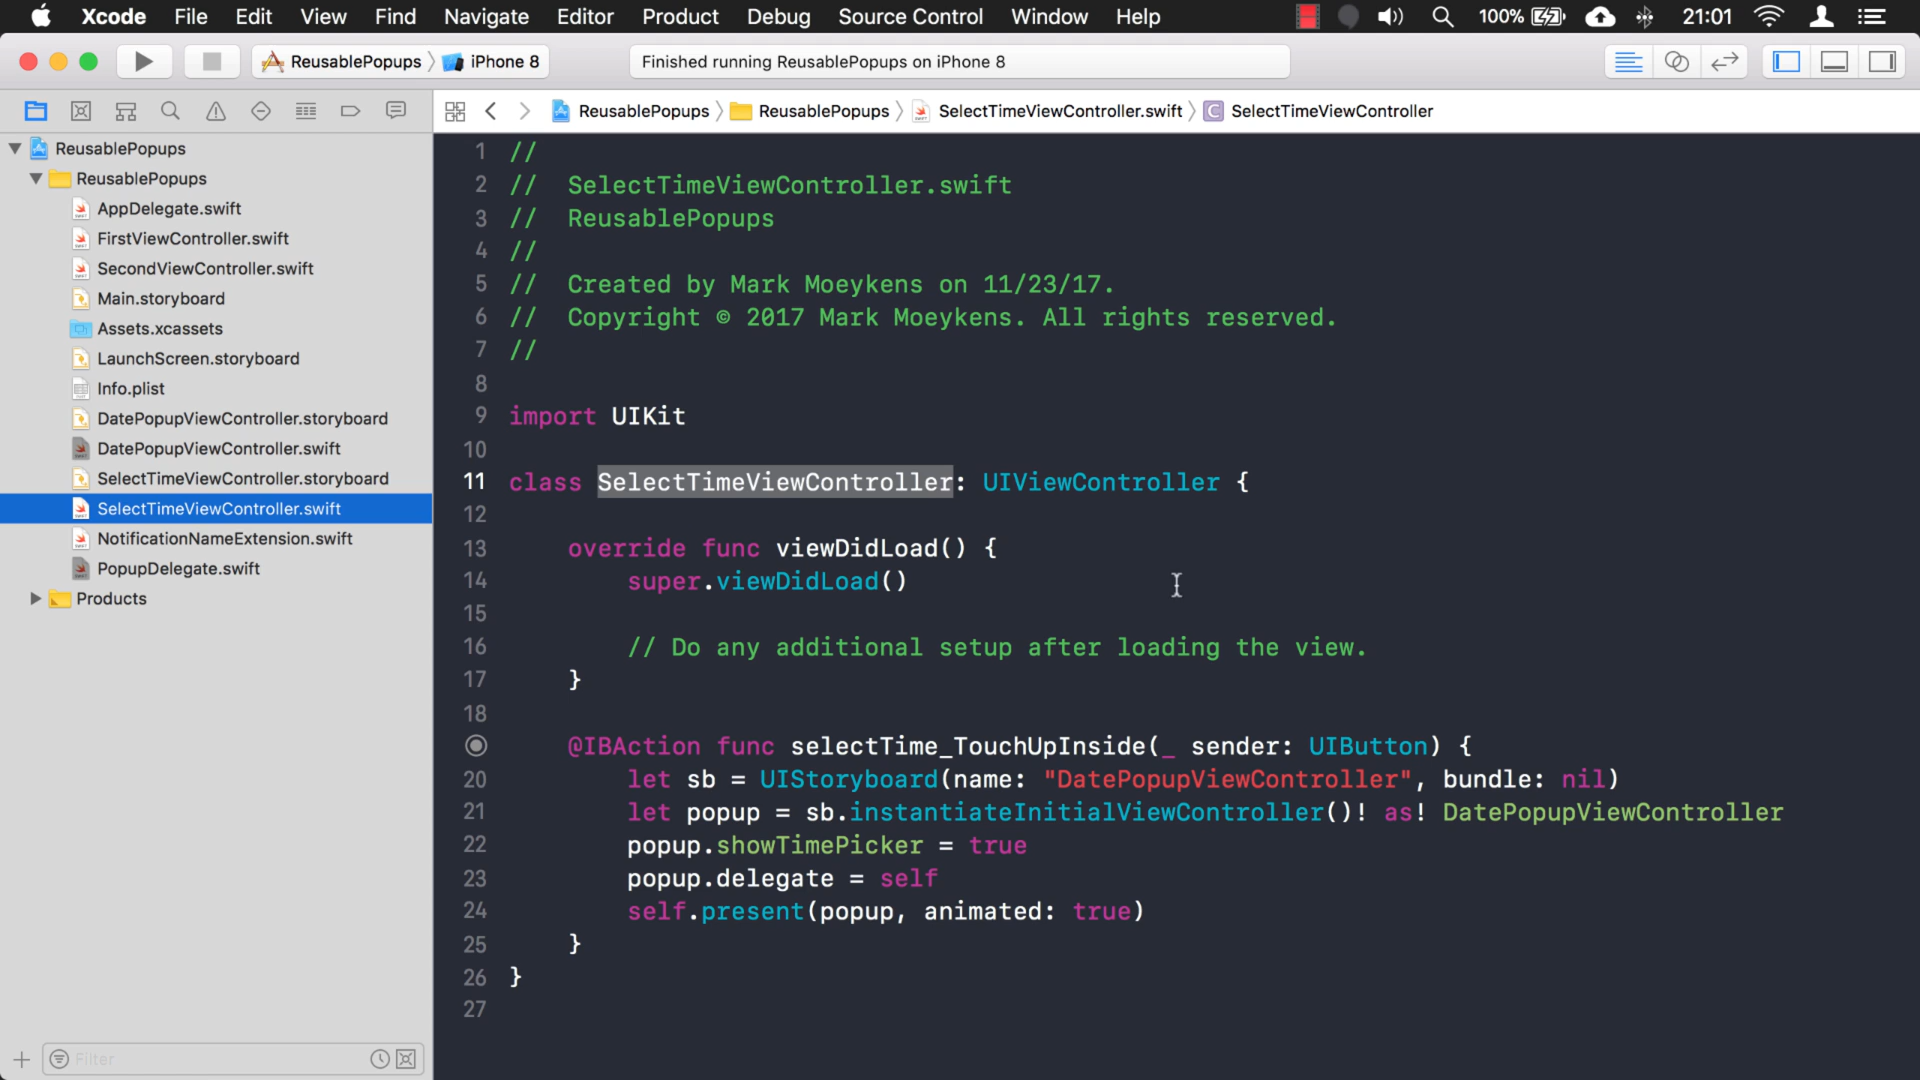 Xcode File Edit View Find Navigate Editor Product Debug Source Control Window Help 100% 21:01
ReusablePopups iPhone 8 Finished running ReusablePopups on iPhone 8
ReusablePopups ReusablePopups SelectTimeViewController.swift C SelectTimeViewController
ReusablePopups
ReusablePopups
AppDelegate.swift
FirstViewController.swift
SecondViewController.swift
Main.storyboard
Assets.xcassets
LaunchScreen.storyboard
Info.plist
DatePopupViewController.storyboard
DatePopupViewController.swift
SelectTimeViewController.storyboard
SelectTimeViewController.swift
NotificationNameExtension.swift
PopupDelegate.swift
Products
Filter
1 //
2 // SelectTimeViewController.swift
3 // ReusablePopups
4 //
5 // Created by Mark Moeykens on 11/23/17.
6 // Copyright © 2017 Mark Moeykens. All rights reserved.
7 //
8
9 import UIKit
10
11 class SelectTimeViewController: UIViewController {
12
13 override func viewDidLoad() {
14 super.viewDidLoad()
15
16 // Do any additional setup after loading the view.
17 }
18
@IBAction func selectTime_TouchUpInside(_ sender: UIButton) {
20 let sb = UIStoryboard(name: "DatePopupViewController", bundle: nil)
21 let popup = sb.instantiateInitialViewController()! as! DatePopupViewController
22 popup.showTimePicker = true
23 popup.delegate = self
24 self.present(popup, animated: true)
25 }
26 }
27